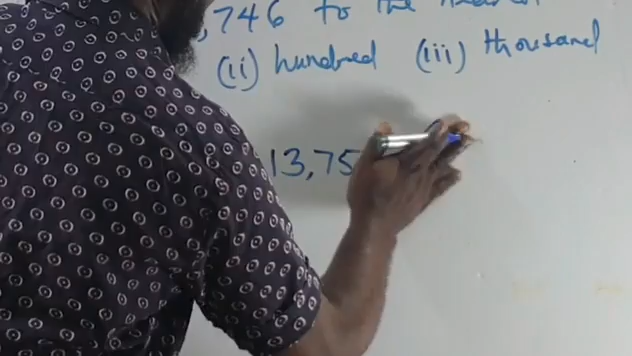 ,746 to the nearest
(ii) hundred (iii) thousand
13,75